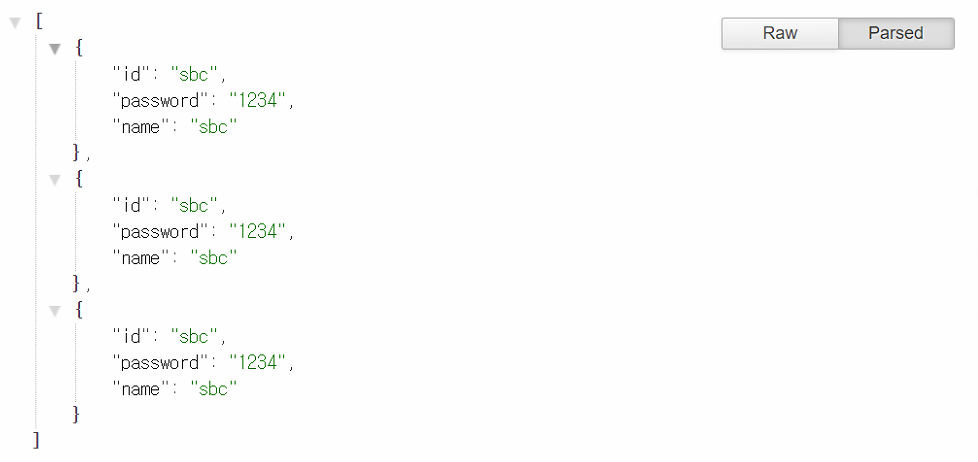 [
Raw Parsed
{
"id": "sbc",
"password": "1234",
"name": "sbc"
},
{
"id": "sbc",
"password": "1234",
"name": "sbc"
},
{
"id": "sbc",
"password": "1234",
"name": "sbc"
}
]